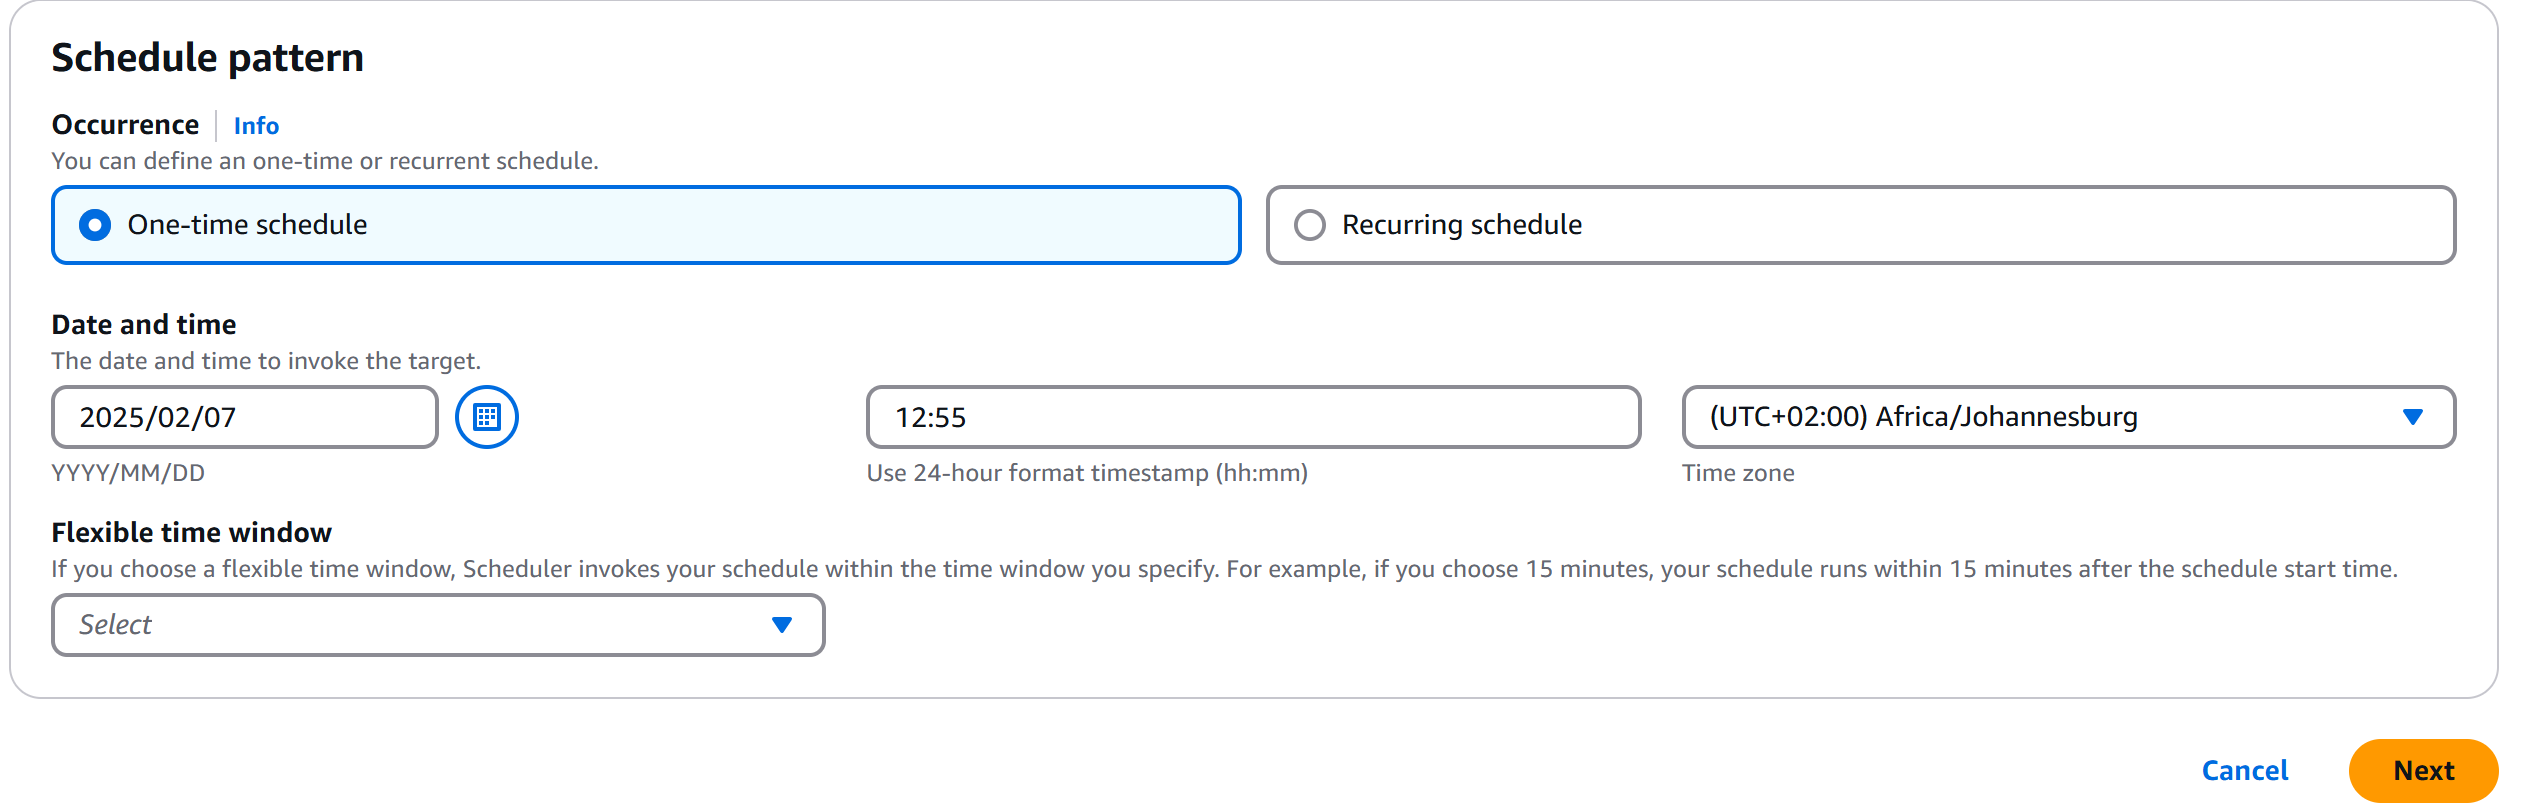 Schedule pattern
Occurrence Info
You can define an one-time or recurrent schedule.
One-time schedule
Recurring schedule
Date and time
The date and time to invoke the target.
2025/02/07
12:55
(UTC+02:00) Africa/Johannesburg
YYYY/MM/DD
Use 24-hour format timestamp (hh:mm)
Time zone
Flexible time window
If you choose a flexible time window, Scheduler invokes your schedule within the time window you specify. For example, if you choose 15 minutes, your schedule runs within 15 minutes after the schedule start time.
Select
Cancel
Next